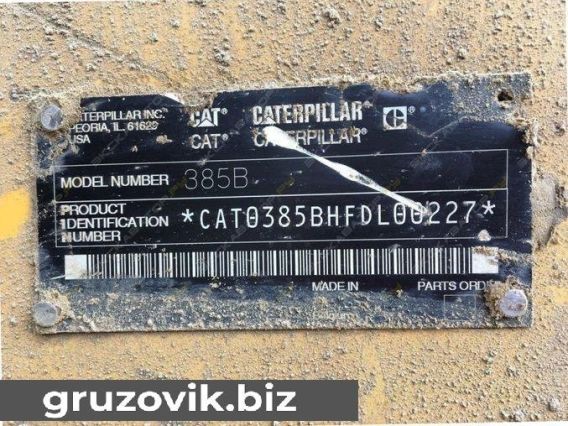 CATERPILLAR INC.
PEORIA, IL. 61629
USA
CAT® CATERPILLAR®
CAT® CATERPILLAR®
MODEL NUMBER 385B
PRODUCT
IDENTIFICATION
NUMBER
*CAT0385BHFDL00227*
MADE IN
PARTS ORD
gruzovik.biz